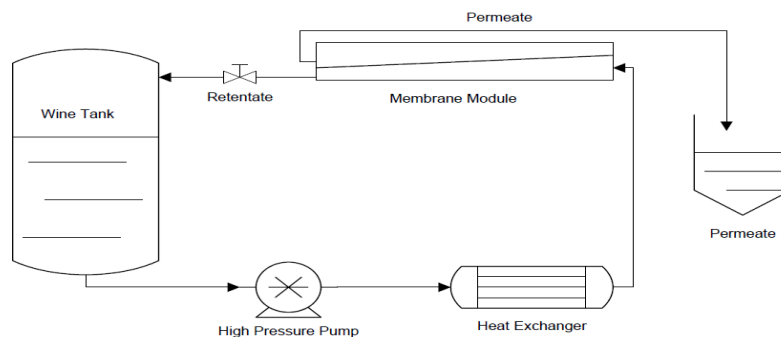 Permeate
Wine Tank
Retentate
Membrane Module
Permeate
High Pressure Pump
Heat Exchanger